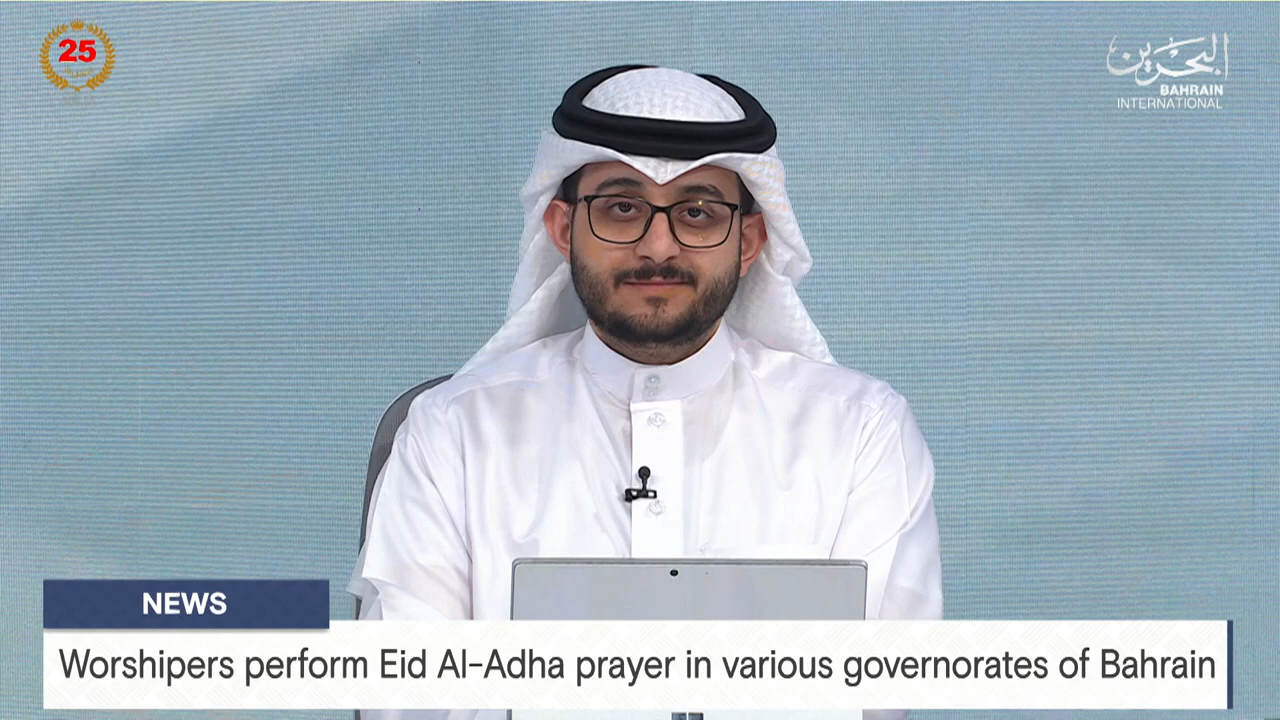 25
البحرين
BAHRAIN
INTERNATIONAL
NEWS
Worshipers perform Eid Al-Adha prayer in various governorates of Bahrain